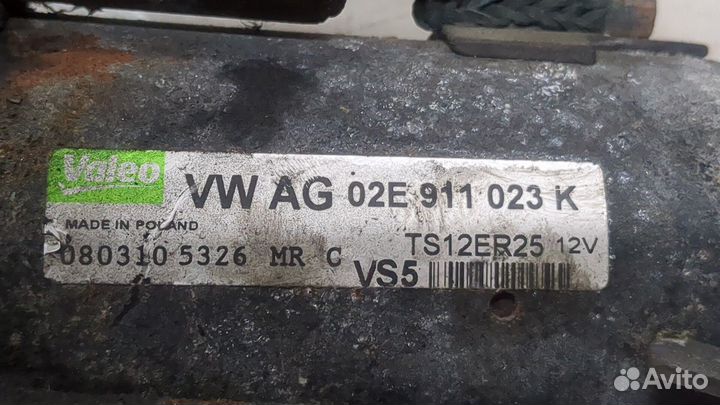 Valeo
VW AG 02E 911 023 K
MADE IN POLAND
TS12ER25 12V
080310 5326 MR C
VS5
Avito